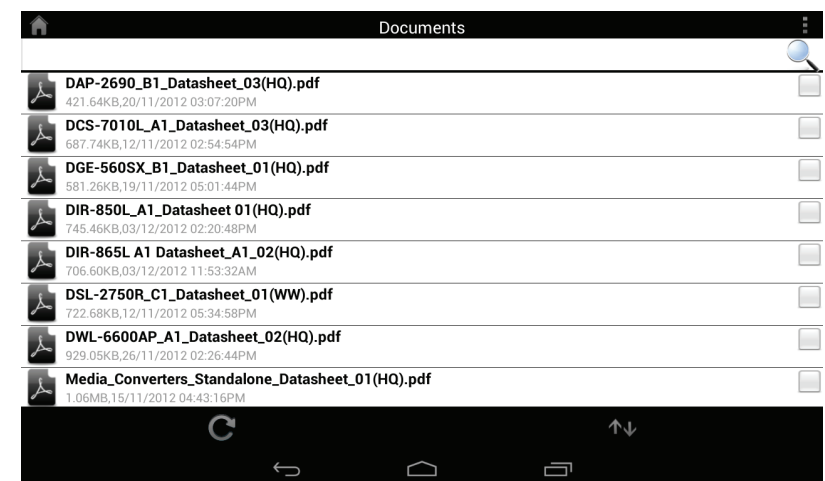 Documents
DAP-2690_B1_Datasheet_03(HQ).pdf
421.64KB,20/11/2012 03:07:20PM
DCS-7010L_A1_Datasheet_03(HQ).pdf
687.74KB,12/11/2012 02:54:54PM
DGE-560SX_B1_Datasheet_01(HQ).pdf
581.26KB,19/11/2012 05:01:44PM
DIR-850L_A1_Datasheet 01(HQ).pdf
745.46KB,03/12/2012 02:20:48PM
DIR-865L A1 Datasheet_A1_02(HQ).pdf
706.60KB,03/12/2012 11:53:32AM
DSL-2750R_C1_Datasheet_01(WW).pdf
722.68KB,12/11/2012 05:34:58PM
DWL-6600AP_A1_Datasheet_02(HQ).pdf
929.05KB,26/11/2012 02:26:44PM
Media_Converters_Standalone_Datasheet_01(HQ).pdf
1.06MB,15/11/2012 04:43:16PM